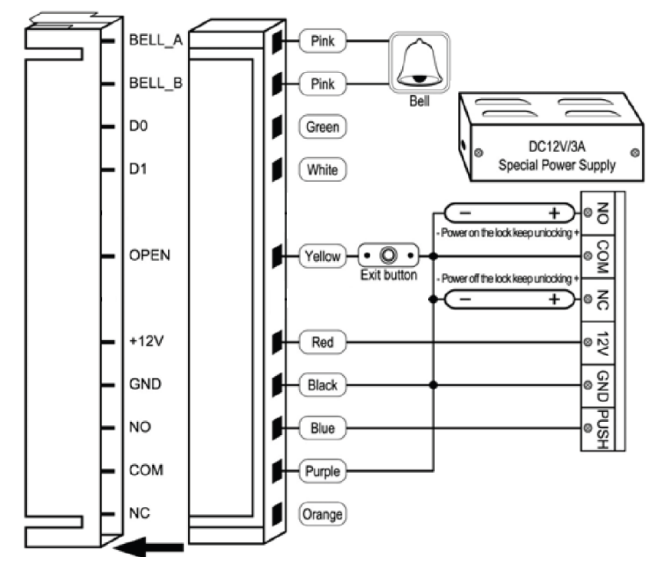 BELL_A
Pink
BELL_B
Pink
Bell
D0
Green
DC12V/3A
Special Power Supply
D1
White
− +
NO
- Power on the lock keep unlocking +
OPEN
Yellow
Exit button
COM
- Power off the lock keep unlocking +
− +
NC
+12V
Red
12V
GND
Black
GND
NO
Blue
PUSH
COM
Purple
NC
Orange